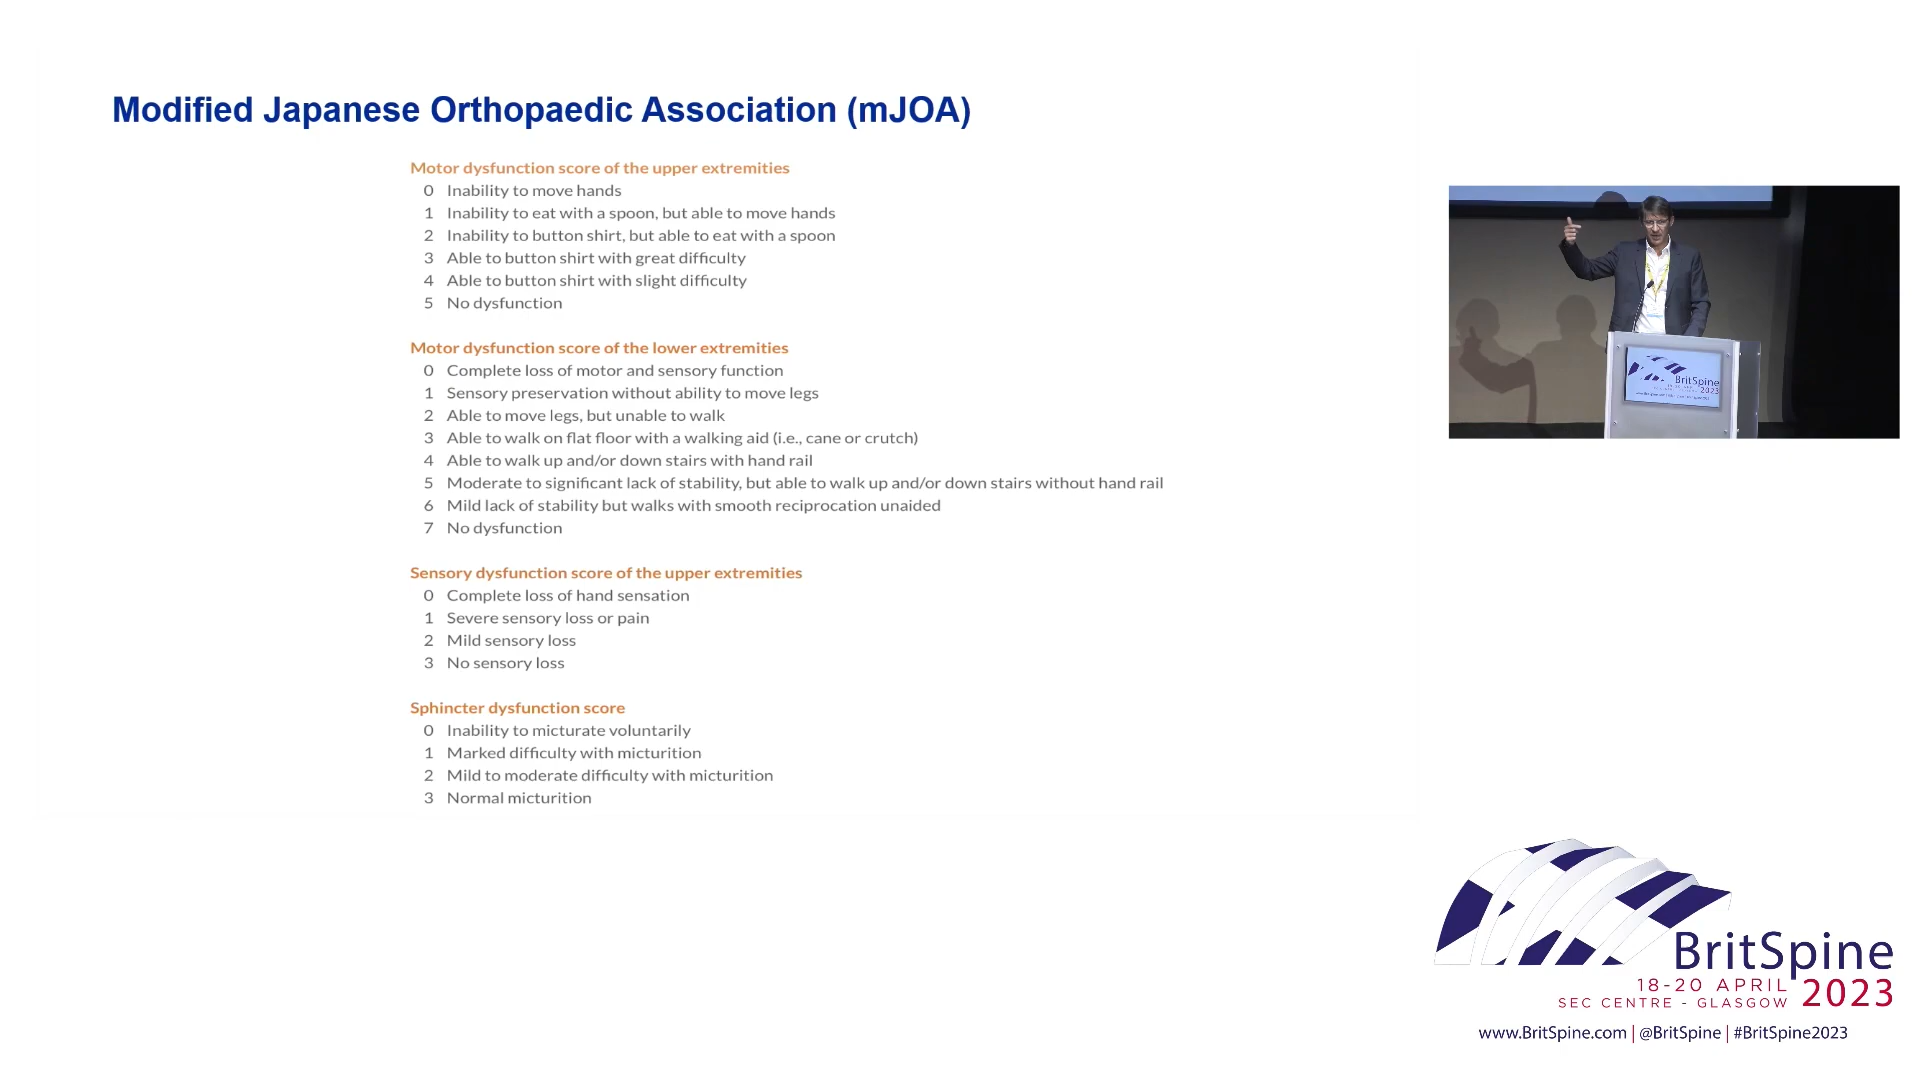 Modified Japanese Orthopaedic Association (mJOA)
Motor dysfunction score of the upper extremities
0 Inability to move hands
1 Inability to eat with a spoon, but able to move hands
2 Inability to button shirt, but able to eat with a spoon
3 Able to button shirt with great difficulty
4 Able to button shirt with slight difficulty
5 No dysfunction
Motor dysfunction score of the lower extremities
0 Complete loss of motor and sensory function
1 Sensory preservation without ability to move legs
2 Able to move legs, but unable to walk
3 Able to walk on flat floor with a walking aid (i.e., cane or crutch)
4 Able to walk up and/or down stairs with hand rail
5 Moderate to significant lack of stability, but able to walk up and/or down stairs without hand rail
6 Mild lack of stability but walks with smooth reciprocation unaided
7 No dysfunction
Sensory dysfunction score of the upper extremities
0 Complete loss of hand sensation
1 Severe sensory loss or pain
2 Mild sensory loss
3 No sensory loss
Sphincter dysfunction score
0 Inability to micturate voluntarily
1 Marked difficulty with micturition
2 Mild to moderate difficulty with micturition
3 Normal micturition
BritSpine
2023
BritSpine
18-20 APRIL 2023
SEC CENTRE - GLASGOW
www.BritSpine.com | @BritSpine | #BritSpine2023